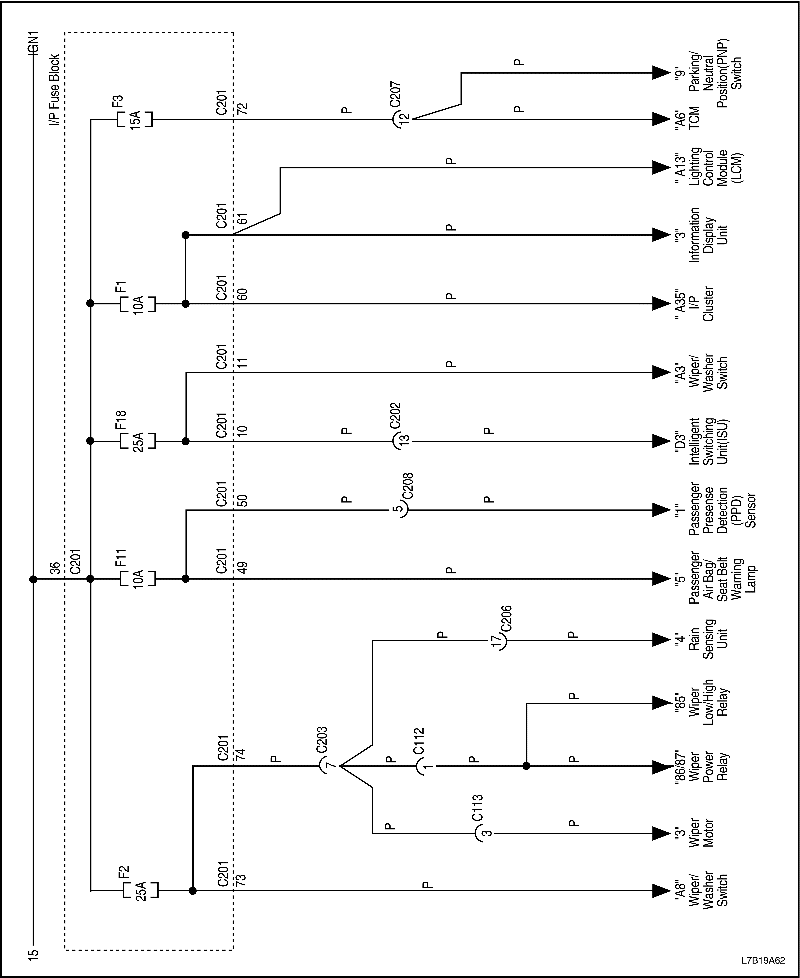 15
IGN1
I/P Fuse Block
36
C201
F2
25A
F11
10A
F18
25A
F1
10A
F3
15A
C201
73
C201
74
C201
49
C201
50
C201
10
C201
11
C201
60
C201
61
C201
72
P
P
C203
7
P
C113
3
P
P
C112
1
P
P
P
C206
17
P
P
P
C208
5
P
P
C202
13
P
P
P
P
P
P
C207
12
P
P
"A8"
Wiper/
Washer
Switch
"3"
Wiper
Motor
"86/87"
Wiper
Power
Relay
"85"
Wiper
Low/High
Relay
"4"
Rain
Sensing
Unit
"5"
Passenger
Air Bag/
Seat Belt
Warning
Lamp
"1"
Passenger
Presense
Detection
(PPD)
Sensor
"D3"
Intelligent
Switching
Unit(ISU)
"A3"
Wiper/
Washer
Switch
"A35"
I/P
Cluster
"3"
Information
Display
Unit
"A13"
Lighting
Control
Module
(LCM)
"A6"
TCM
"9"
Parking/
Neutral
Position(PNP)
Switch
L7B19A62